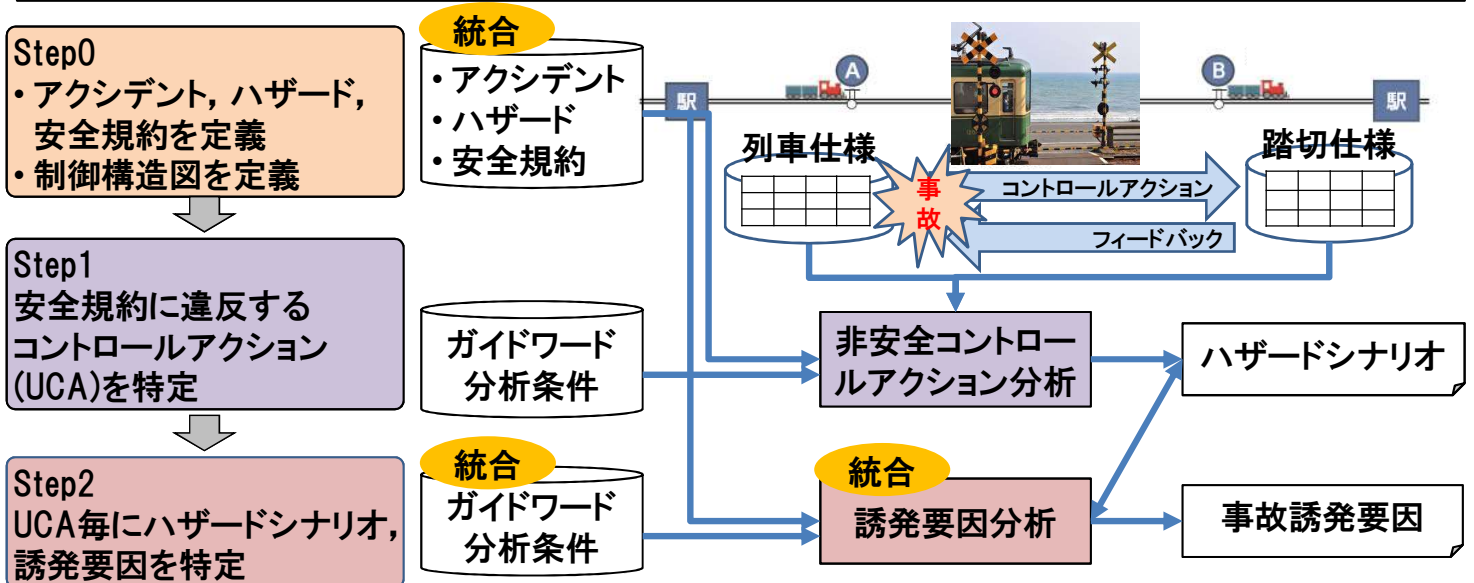 Step0
・アクシデント, ハザード,
安全規約を定義
・制御構造図を定義
Step1
安全規約に違反する
コントロールアクション
(UCA)を特定
Step2
UCA毎にハザードシナリオ,
誘発要因を特定
統合
・アクシデント
・ハザード
・安全規約
ガイドワード
分析条件
統合
ガイドワード
分析条件
駅
A
B
駅
列車仕様
踏切仕様
事
故
コントロールアクション
フィードバック
非安全コントロー
ルアクション分析
統合
誘発要因分析
ハザードシナリオ
事故誘発要因